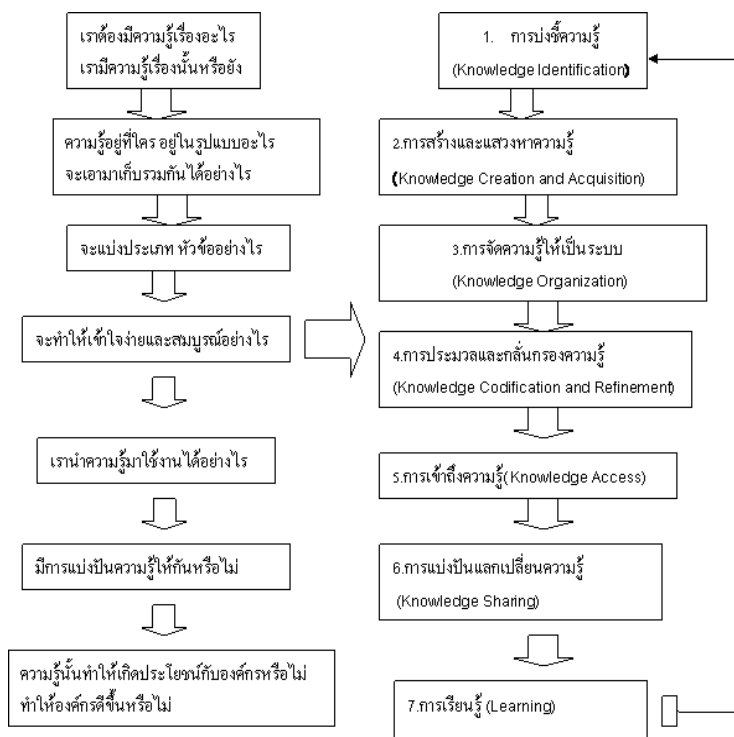 เราต้องมีความรู้เรื่องอะไร
เรามีความรู้เรื่องนั้นหรือยัง
ความรู้อยู่ที่ใคร อยู่ในรูปแบบอะไร
จะเอามาเก็บรวมกันได้อย่างไร
จะแบ่งประเภท หัวข้ออย่างไร
จะทำให้เข้าใจง่ายและสมบูรณ์อย่างไร
เรานำความรู้มาใช้งานได้อย่างไร
มีการแบ่งปันความรู้ให้กันหรือไม่
ความรู้นั้นทำให้เกิดประโยชน์กับองค์กรหรือไม่
ทำให้องค์กรดีขึ้นหรือไม่
1. การบ่งชี้ความรู้
(Knowledge Identification)
2.การสร้างและแสวงหาความรู้
(Knowledge Creation and Acquisition)
3.การจัดความรู้ให้เป็นระบบ
(Knowledge Organization)
4.การประมวลและกลั่นกรองความรู้
(Knowledge Codification and Refinement)
5.การเข้าถึงความรู้(Knowledge Access)
6.การแบ่งปันแลกเปลี่ยนความรู้
(Knowledge Sharing)
7.การเรียนรู้ (Learning)